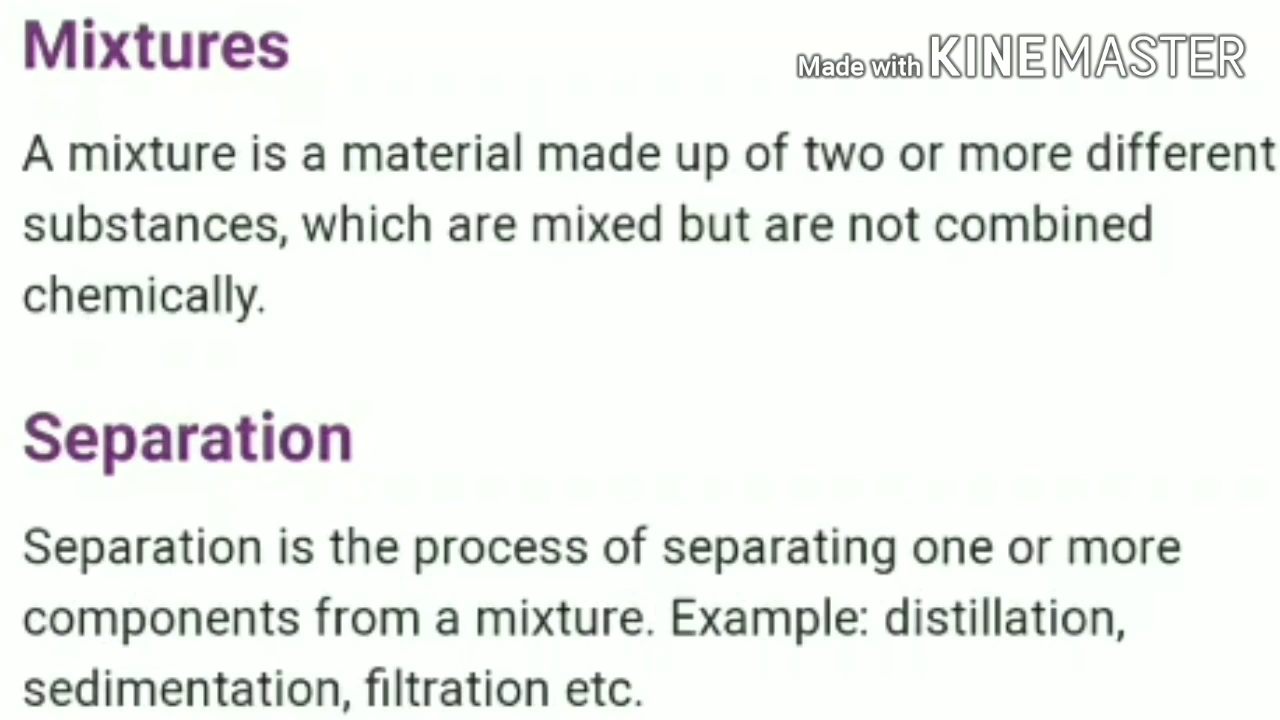 Mixtures
Made with KINEMASTER
A mixture is a material made up of two or more different
substances, which are mixed but are not combined
chemically.
Separation
Separation is the process of separating one or more
components from a mixture. Example: distillation,
sedimentation, filtration etc.